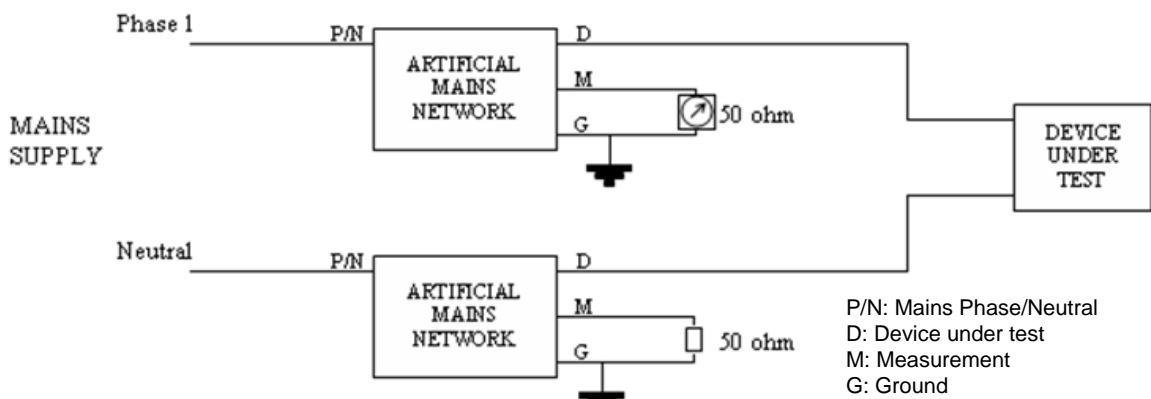 Phase 1
P/N
ARTIFICIAL
MAINS
NETWORK
D
M
G
50 ohm
MAINS
SUPPLY
DEVICE
UNDER
TEST
Neutral
P/N
ARTIFICIAL
MAINS
NETWORK
D
M
G
50 ohm
P/N: Mains Phase/Neutral
D: Device under test
M: Measurement
G: Ground